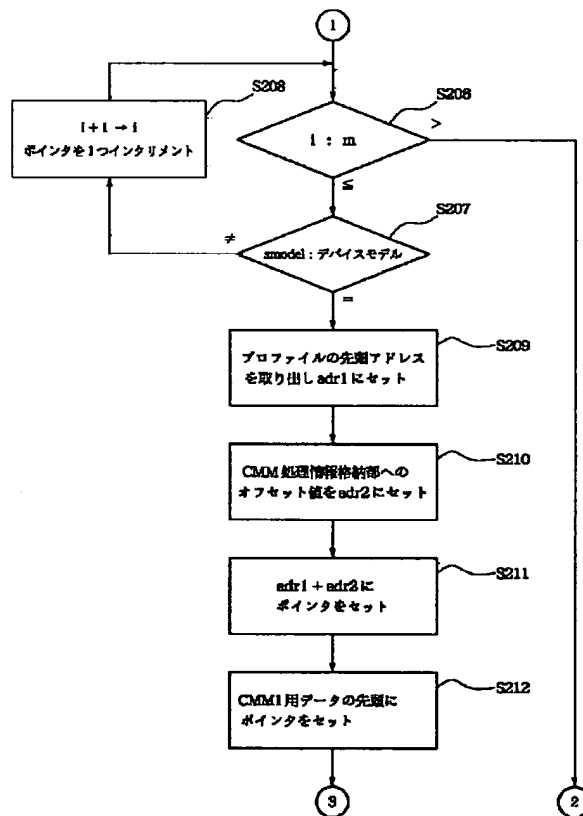 1
S208
S206
i + 1 → i
ポインタを1つインクリメント
>
i : m
≦
S207
≠
smodel : デバイスモデル
=
S209
プロファイルの先頭アドレス
を取り出し adr1 にセット
S210
CMM 処理情報格納部への
オフセット値を adr2 にセット
S211
adr1 + adr2 に
ポインタをセット
S212
CMM1 用データの先頭に
ポインタをセット
3
2